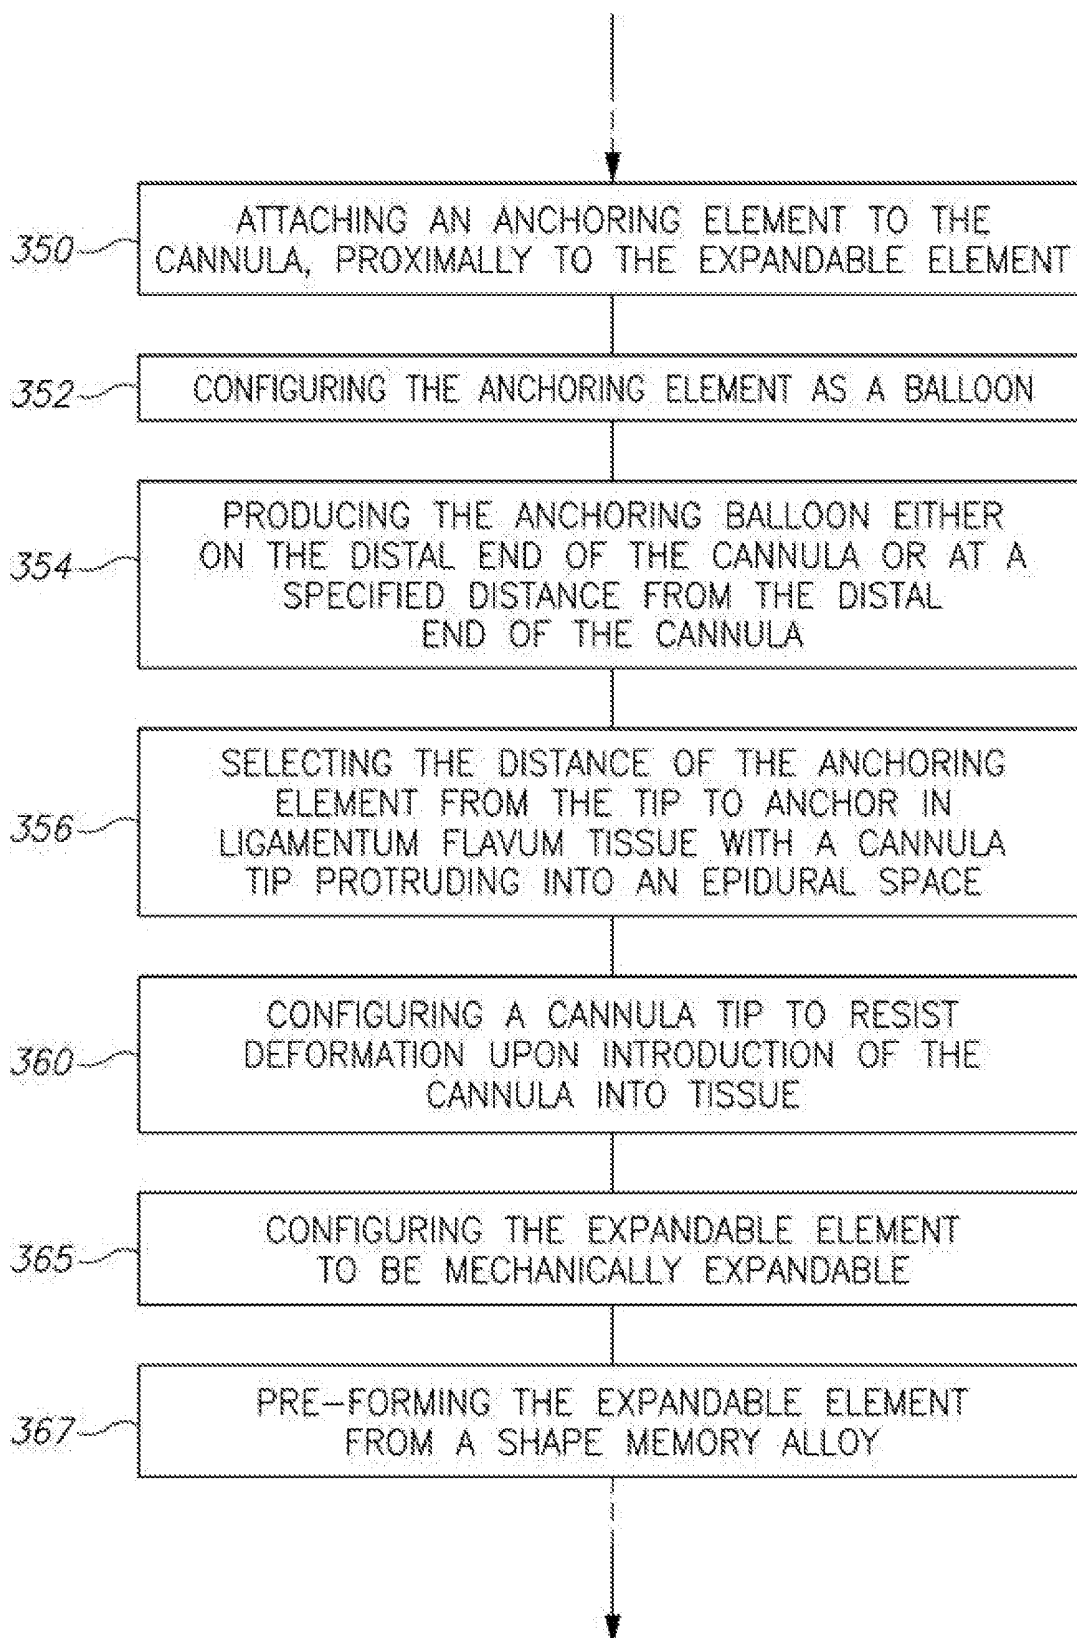 ATTACHING AN ANCHORING ELEMENT TO THE
350 CANNULA, PROXIMALLY TO THE EXPANDABLE ELEMENT
352 CONFIGURING THE ANCHORING ELEMENT AS A BALLOON
PRODUCING THE ANCHORING BALLOON EITHER
354 ON THE DISTAL END OF THE CANNULA OR AT A
SPECIFIED DISTANCE FROM THE DISTAL
END OF THE CANNULA
SELECTING THE DISTANCE OF THE ANCHORING
ELEMENT FROM THE TIP TO ANCHOR IN
356 LIGAMENTUM FLAVUM TISSUE WITH A CANNULA
TIP PROTRUDING INTO AN EPIDURAL SPACE
CONFIGURING A CANNULA TIP TO RESIST
360 DEFORMATION UPON INTRODUCTION OF THE
CANNULA INTO TISSUE
CONFIGURING THE EXPANDABLE ELEMENT
365 TO BE MECHANICALLY EXPANDABLE
PRE-FORMING THE EXPANDABLE ELEMENT
367 FROM A SHAPE MEMORY ALLOY